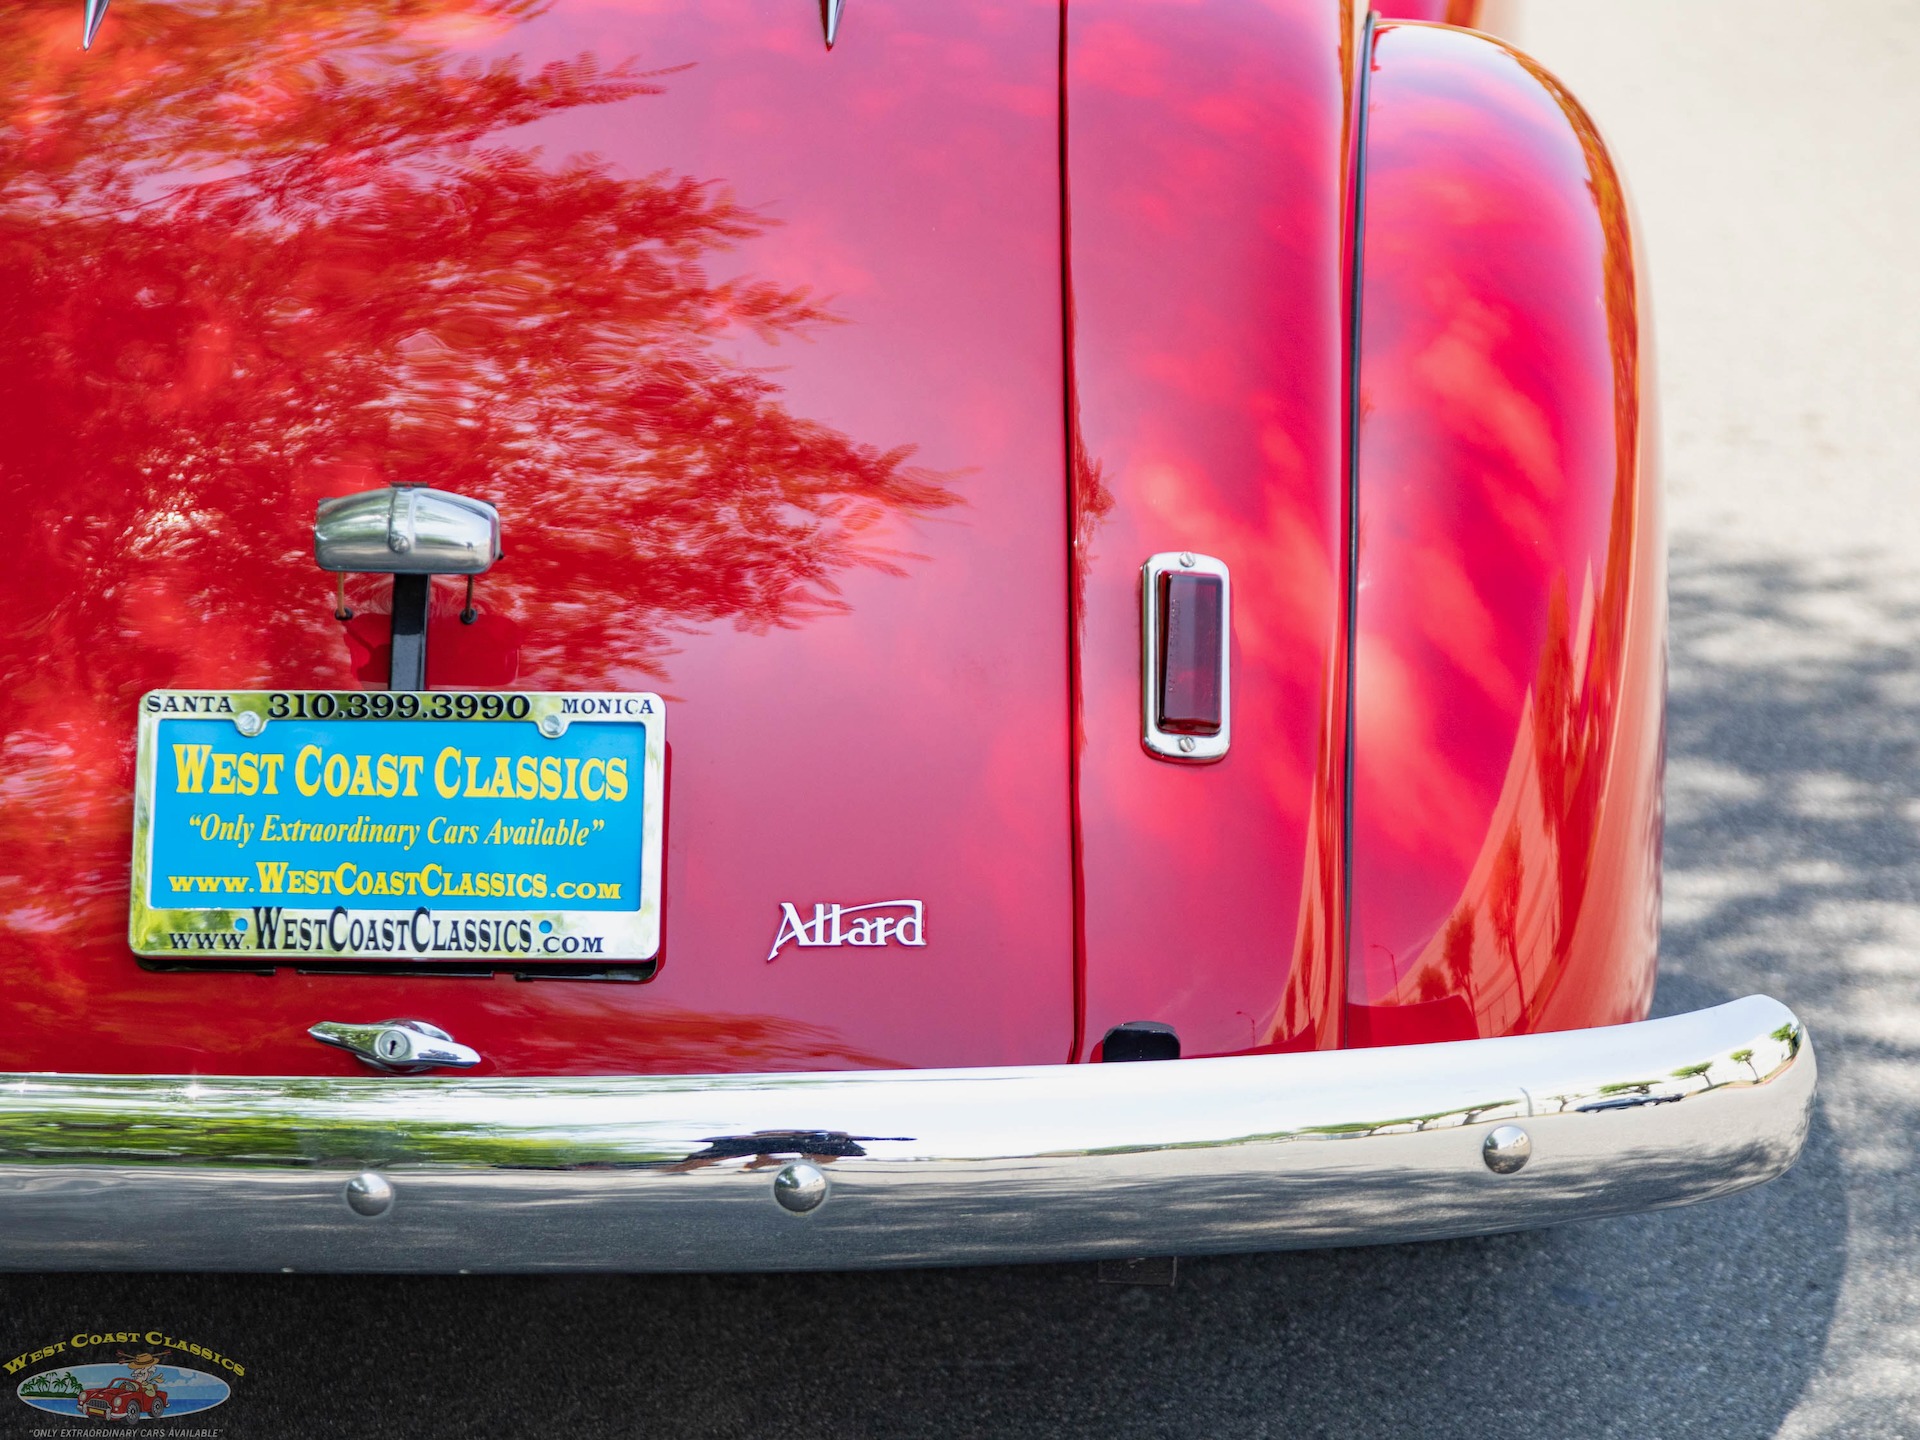 SANTA 310.399.3990 MONICA
WEST COAST CLASSICS
“Only Extraordinary Cars Available”
WWW.WESTCOASTCLASSICS.COM
WWW.WESTCOASTCLASSICS.COM
Allard
WEST COAST CLASSICS
"ONLY EXTRAORDINARY CARS AVAILABLE"